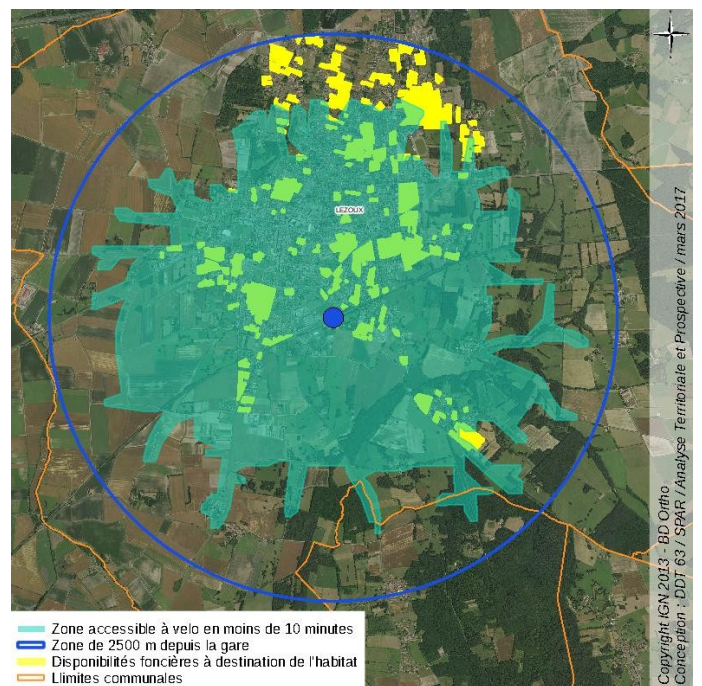 LEZOUX
Copyright IGN 2013 - BD Ortho
Conception : DDT 63 / SPAR / Analyse Territoriale et Prospective / mars 2017
Zone accessible à velo en moins de 10 minutes
Zone de 2500 m depuis la gare
Disponibilités foncières à destination de l'habitat
Llimites communales